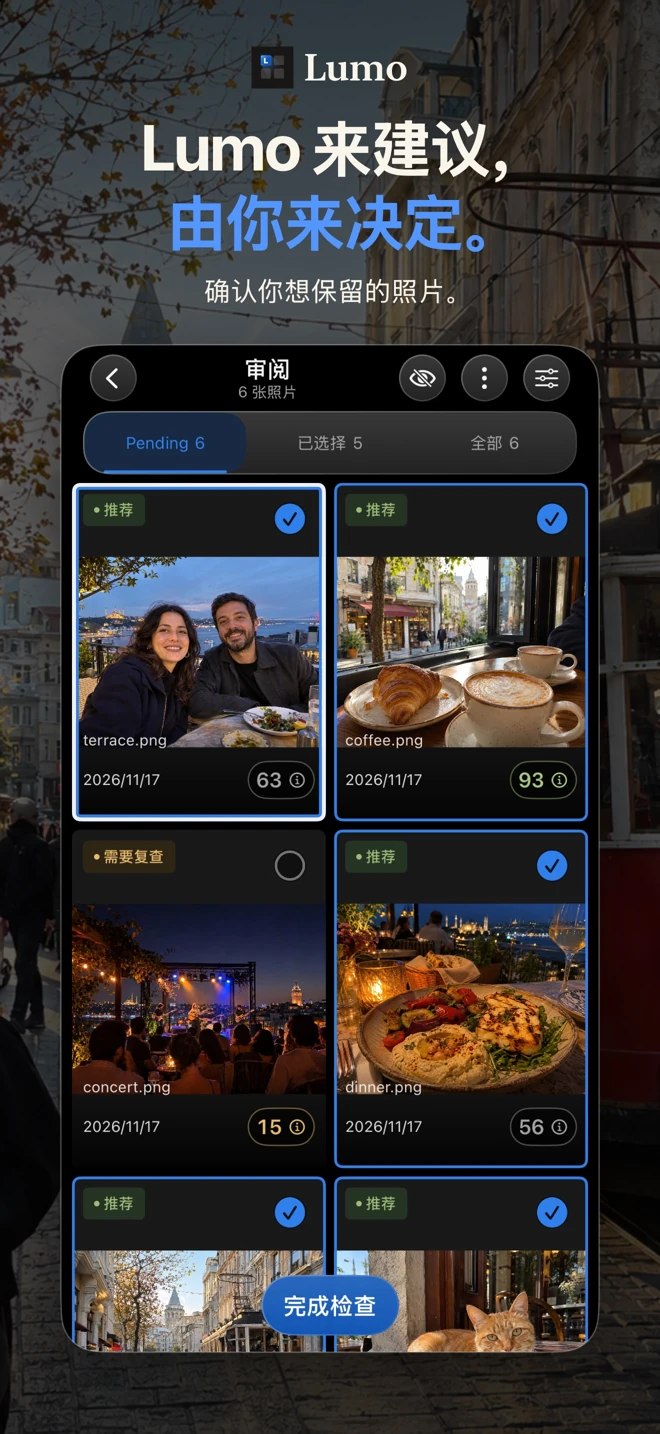 Lumo
Lumo 来建议，
由你来决定。
确认你想保留的照片。
审阅
6 张照片
Pending 6
已选择 5
全部 6
推荐
推荐
terrace.png
coffee.png
2026/11/17
63
2026/11/17
93
需要复查
推荐
concert.png
dinner.png
2026/11/17
15
2026/11/17
56
推荐
推荐
完成检查